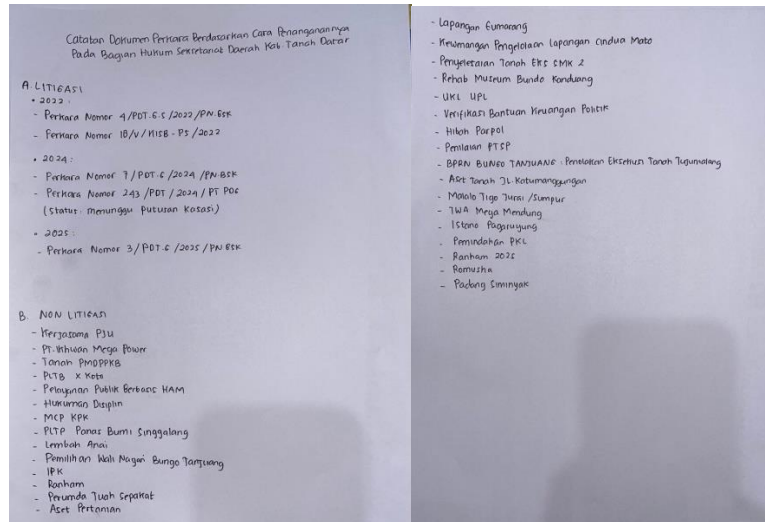 Catatan Dokumen Perkara Berdasarkan Cara Penanganannya
Pada Bagian Hukum Sekretariat Daerah Kab. Tanah Datar
A. LITIGASI
• 2022 :
- Perkara Nomor 4/PDT.G.S/2022/PN.BSK
- Perkara Nomor 18/V/KISB-PS/2022
• 2024 :
- Perkara Nomor 7/PDT.G/2024/PN.BSK
- Perkara Nomor 243/PDT/2024/PT PDG
(Status : menunggu putusan kasasi)
• 2025 :
- Perkara Nomor 3/PDT.G/2025/PN BSK
B. NON LITIGASI
- Kerjasama PJU
- PT. Ikhwan Mega Power
- Tanah PMDPPKB
- PLTB X Koto
- Pelayanan Publik Berbasis HAM
- Hukuman Disiplin
- MCP KPK
- PLTP Panas Bumi Singgalang
- Lembah Anai
- Pemilihan Wali Nagari Bungo Tanjuang
- IPK
- Ranham
- Perumda Tuah Sepakat
- Aset Pertanian
- Lapangan Gumarang
- Kewenangan Pengelolaan Lapangan Cindua Mato
- Penyelesaian Tanah Eks SMK 2
- Rehab Museum Bundo Kanduang
- UKL UPL
- Verifikasi Bantuan Keuangan Politik
- Hibah Parpol
- Penilaian PTSP
- BPRN BUNGO TANJUANG : Penolakan Eksekusi Tanah Tugumalang
- Aset Tanah JL. Katumanggungan
- Malalo Tigo Jurai /Sumpur
- TWA Mega Mendung
- Istano Pagaruyung
. Pemindahan PKL
- Ranham 2025
- Romusha
- Padang Siminyak